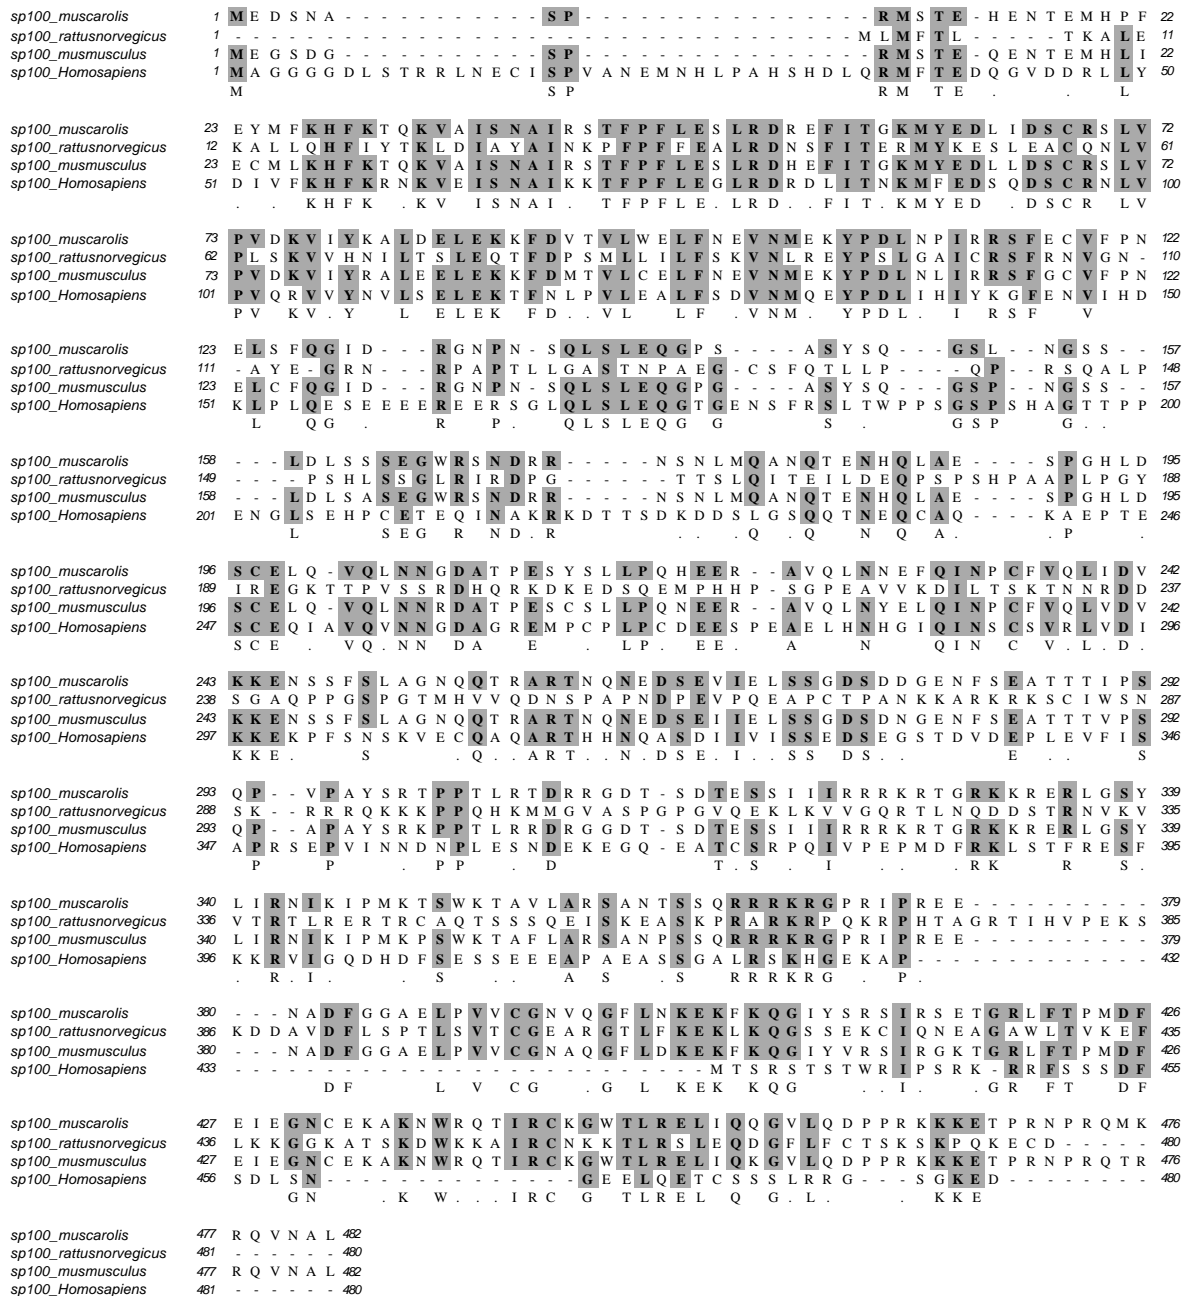 sp100_muscarolis 1 M E D S N A - - - - - - - - - - - S P - - - - - - - - - - - - - - - - R M S T E - H E N T E M H P F 22
sp100_rattusnorvegicus 1 - - - - - - - - - - - - - - - - - - - - - - - - - - - - - - - - - - M L M F T L - - - - - T K A L E 11
sp100_musmusculus 1 M E G S D G - - - - - - - - - - - S P - - - - - - - - - - - - - - - - R M S T E - Q E N T E M H L I 22
sp100_Homosapiens 1 M A G G G G D L S T R R L N E C I S P V A N E M N H L P A H S H D L Q R M F T E D Q G V D D R L L Y 50
M S P R M T E . . L
sp100_muscarolis 23 E Y M F K H F K T Q K V A I S N A I R S T F P F L E S L R D R E F I T G K M Y E D L I D S C R S L V 72
sp100_rattusnorvegicus 12 K A L L Q H F I Y T K L D I A Y A I N K P F P F F E A L R D N S F I T E R M Y K E S L E A C Q N L V 61
sp100_musmusculus 23 E C M L K H F K T Q K V A I S N A I R S T F P F L E S L R D H E F I T G K M Y E D L L D S C R S L V 72
sp100_Homosapiens 51 D I V F K H F K R N K V E I S N A I K K T F P F L E G L R D R D L I T N K M F E D S Q D S C R N L V 100
. . K H F K . K V I S N A I . T F P F L E . L R D . . F I T . K M Y E D . D S C R L V
sp100_muscarolis 73 P V D K V I Y K A L D E L E K K F D V T V L W E L F N E V N M E K Y P D L N P I R R S F E C V F P N 122
sp100_rattusnorvegicus 62 P L S K V V H N I L T S L E Q T F D P S M L L I L F S K V N L R E Y P S L G A I C R S F R N V G N - 110
sp100_musmusculus 73 P V D K V I Y R A L E E L E K K F D M T V L C E L F N E V N M E K Y P D L N L I R R S F G C V F P N 122
sp100_Homosapiens 101 P V Q R V V Y N V L S E L E K T F N L P V L E A L F S D V N M Q E Y P D L I H I Y K G F E N V I H D 150
P V K V . Y L E L E K F D . . V L L F . V N M . Y P D L . I R S F V
sp100_muscarolis 123 E L S F Q G I D - - - R G N P N - S Q L S L E Q G P S - - - - A S Y S Q - - - G S L - - N G S S - - 157
sp100_rattusnorvegicus 111 - A Y E - G R N - - - R P A P T L L G A S T N P A E G - C S F Q T L L P - - - - Q P - - R S Q A L P 148
sp100_musmusculus 123 E L C F Q G I D - - - R G N P N - S Q L S L E Q G P G - - - - A S Y S Q - - - G S P - - N G S S - - 157
sp100_Homosapiens 151 K L P L Q E S E E E E R E E R S G L Q L S L E Q G T G E N S F R S L T W P P S G S P S H A G T T P P 200
L Q G . R P . Q L S L E Q G G S . G S P G . .
sp100_muscarolis 158 - - - L D L S S S E G W R S N D R R - - - - - N S N L M Q A N Q T E N H Q L A E - - - - S P G H L D 195
sp100_rattusnorvegicus 149 - - - P S H L S S G L R I R D P G - - - - - - T T S L Q I T E I L D E Q P S P S H P A A P L P G Y 188
sp100_musmusculus 158 - - - L D L S A S E G W R S N D R R - - - - - N S N L M Q A N Q T E N H Q L A E - - - - S P G H L D 195
sp100_Homosapiens 201 E N G L S E H P C E T E Q I N A K R K D T T S D K D D S L G S Q Q T N E Q C A Q - - - - K A E P T E 246
L S E G R N D . R . Q . Q N Q A . . P .
sp100_muscarolis 196 S C E L Q - V Q L N N G D A T P E S Y S L L P Q H E E R - - A V Q L N N E F Q I N P C F V Q L I D V 242
sp100_rattusnorvegicus 189 I R E G K T T P V S S R D H Q R K D K E D S Q E M P H H P - S G P E A V V K D I L T S K T N N R D D 237
sp100_musmusculus 196 S C E L Q - V Q L N N R D A T P E S C S L L P Q N E E R - - A V Q L N Y E L Q I N P C F V Q L V D V 242
sp100_Homosapiens 247 S C E Q I A V Q V N N G D A G R E M P C P L P C D E E S P E A E L H N H G I Q I N S C S V R L V D I 296
S C E . V Q . N N D A E . L P . E E . A N Q I N C V . L . D .
sp100_muscarolis 243 K K E N S S F S L A G N Q Q T R A R T N Q N E D S E V I E L S S G D S D D G E N F S E A T T T I P S 292
sp100_rattusnorvegicus 238 S G A Q P P G S P G T M H V V Q D N S P A P N D P E V P Q E A P C T P A N K K A R K R K S C I W S N 287
sp100_musmusculus 243 K K E N S S F S L A G N Q Q T R A R T N Q N E D S E I I E L S S G D S D N G E N F S E A T T T V P S 292
sp100_Homosapiens 297 K K E K P F S N S K V E C Q A Q A R T H H N Q A S D I I V I S S E D S E G S T D V D E P L E V F I S 346
K K E . S . Q . . A R T . . N . D S E . I . . S S D S . . E . . S
sp100_muscarolis 293 Q P - - V P A Y S R T P P T L R T D R R G D T - S D T E S S I I I R R R K R T G R K K R E R L G S Y 339
sp100_rattusnorvegicus 288 S K - - R R R Q K K K P P Q H K M M G V A S P G P G V Q E K L K V V G Q R T L N Q D D S T R N V K V 335
sp100_musmusculus 293 Q P - - A P A Y S R K P P T L R R D R G G D T - S D T E S S I I I R R R K R T G R K K R E R L G S Y 339
sp100_Homosapiens 347 A P R S E P V I N N D N P L E S N D E K E G Q - E A T C S R P Q I V P E P M D F R K L S T F R E S F 395
P P . P P . D T . S . I . . . R K R S .
sp100_muscarolis 340 L I R N I K I P M K T S W K T A V L A R S A N T S S Q R R R K R G P R I P R E E - - - - - - - - - - 379
sp100_rattusnorvegicus 336 V T R T L R E R T R C A Q T S S S Q E I S K E A S K P R A R K R P Q K R P H T A G R T I H V P E K S 385
sp100_musmusculus 340 L I R N I K I P M K P S W K T A F L A R S A N P S S Q R R R K R G P R I P R E E - - - - - - - - - - 379
sp100_Homosapiens 396 K K R V I G Q D H D F S E S S E E E A P A E A S S G A L R S K H G E K A P - - - - - - - - - - - - - 432
. R . I . S . . A S S R R R K R G . P .
sp100_muscarolis 380 - - - N A D F G G A E L P V V C G N V Q G F L N K E K F K Q G I Y S R S I R S E T G R L F T P M D F 426
sp100_rattusnorvegicus 386 K D D A V D F L S P T L S V T C G E A R G T L F K E K L K Q G S S E K C I Q N E A G A W L T V K E F 435
sp100_musmusculus 380 - - - N A D F G G A E L P V V C G N A Q G F L D K E K F K Q G I Y V R S I R G K T G R L F T P M D F 426
sp100_Homosapiens 433 - - - - - - - - - - - - - - - - - - - - - - - - - - M T S R S T S T W R I P S R K - R R F S S S D F 455
D F L V C G . G L K E K K Q G . I . . G R F T D F
sp100_muscarolis 427 E I E G N C E K A K N W R Q T I R C K G W T L R E L I Q Q G V L Q D P P R K K K E T P R N P R Q M K 476
sp100_rattusnorvegicus 436 L K K G G K A T S K D W K K A I R C N K K T L R S L E Q D G F L F C T S K S K P Q K E C D - - - - - 480
sp100_musmusculus 427 E I E G N C E K A K N W R Q T I R C K G W T L R E L I Q K G V L Q D P P R K K K E T P R N P R Q T R 476
sp100_Homosapiens 456 S D L S N - - - - - - - - - - - - - - G E E L Q E T C S S S L R R G - - - S G K E D - - - - - - - - 480
G N . K W . . . I R C G T L R E L Q G . L . . K K E
sp100_muscarolis 477 R Q V N A L 482
sp100_rattusnorvegicus 481 - - - - - - 480
sp100_musmusculus 477 R Q V N A L 482
sp100_Homosapiens 481 - - - - - - 480